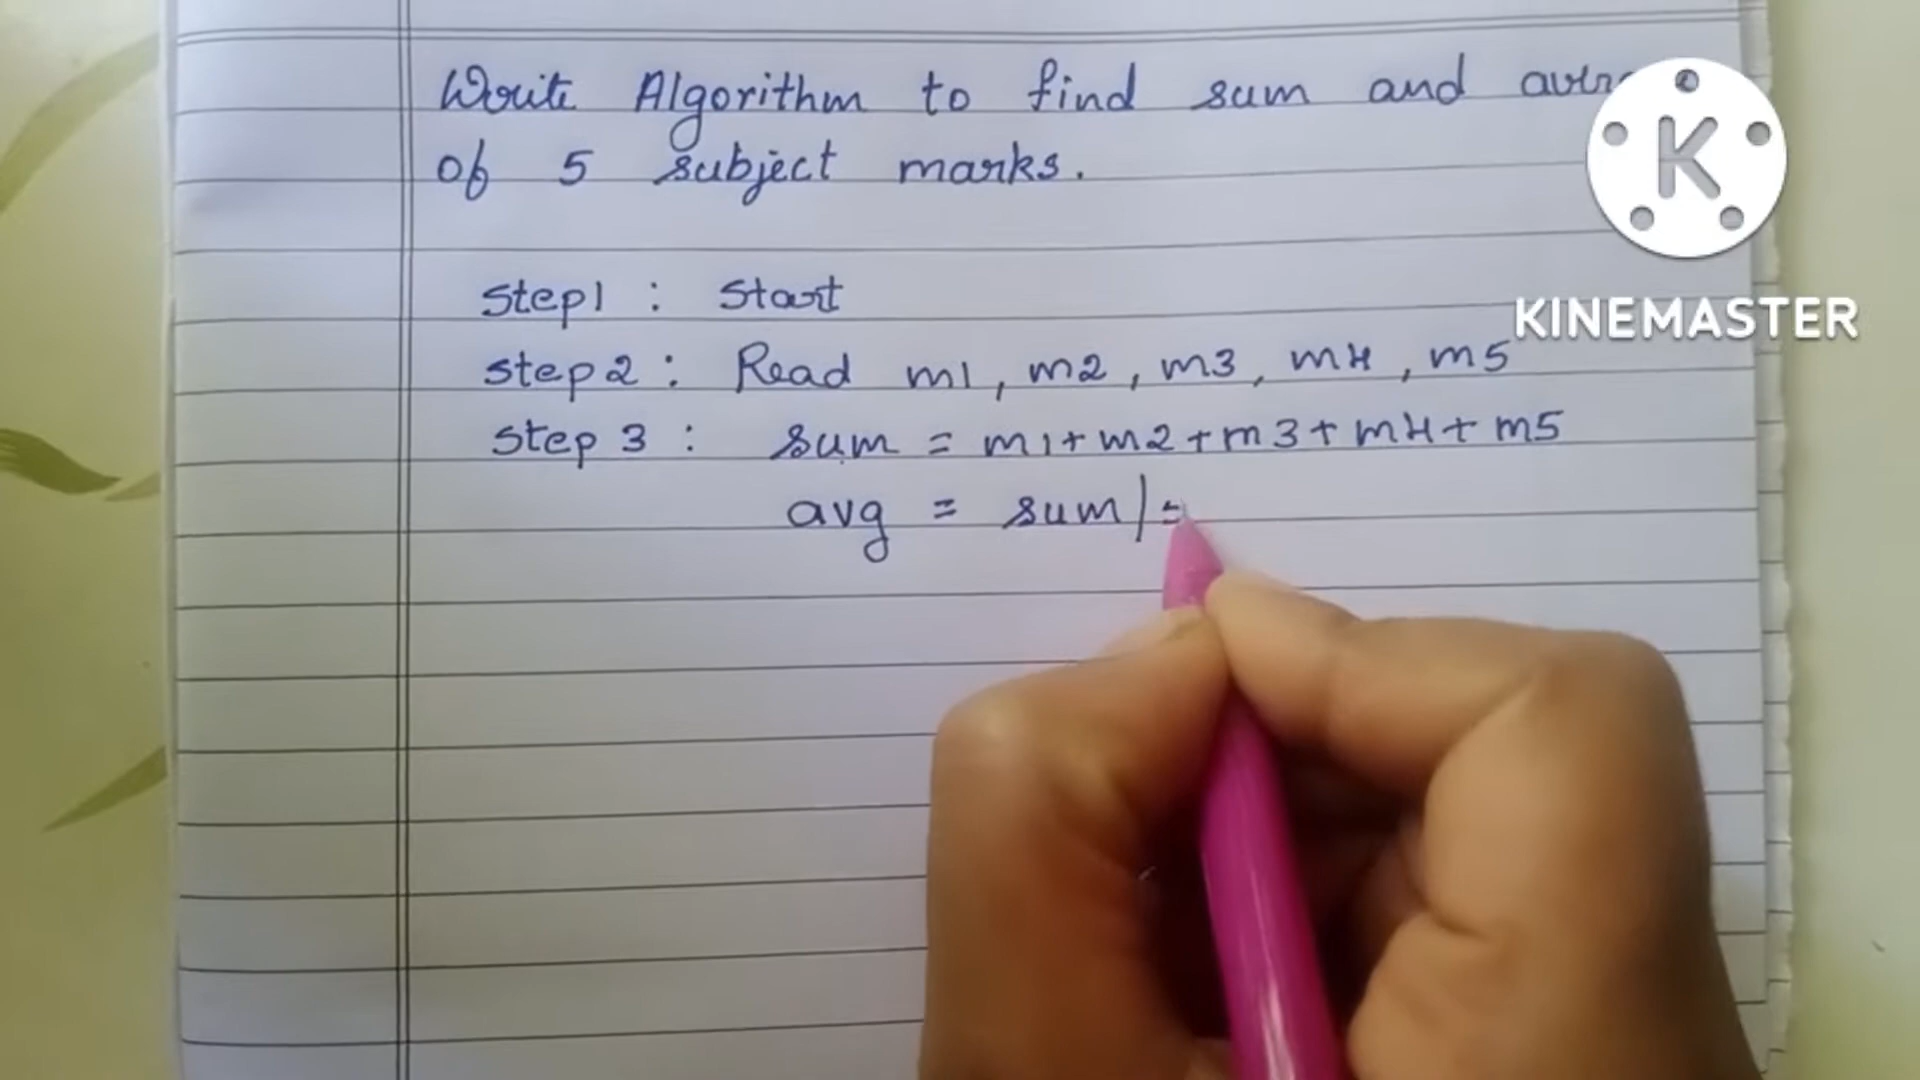 Write Algorithm to find sum and
of 5 subject marks.
Step1 : Start
Step2 : Read m1, m2, m3, m4, m5
Step 3 : sum = m1+m2+m3+m4+m5
avg = sum /
K
KINEMASTER